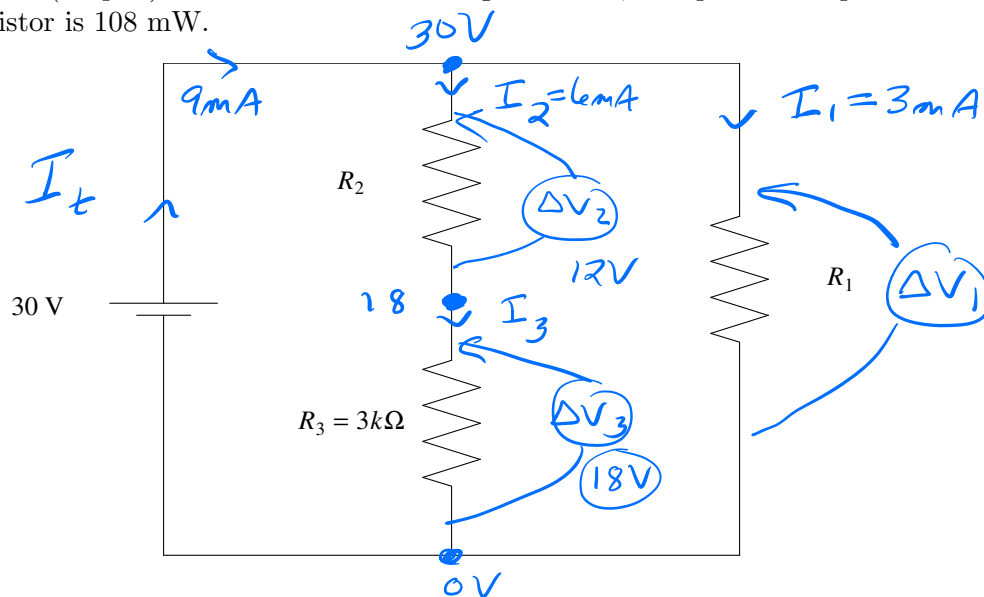 istor is 108 mW.
30V
9mA
I₂=6mA
I₁ = 3mA
I_t
R₂
ΔV₂
12V
R₁
ΔV₁
30 V
18
I₃
R₃ = 3kΩ
ΔV₃
18V
0V